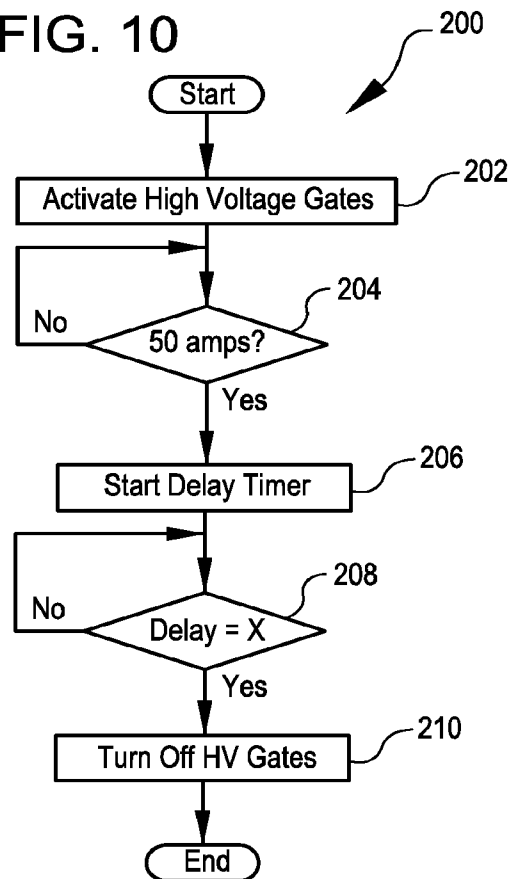 FIG. 10
200
Start
Activate High Voltage Gates
202
204
50 amps?
No
Yes
Start Delay Timer
206
208
Delay = X
No
Yes
Turn Off HV Gates
210
End